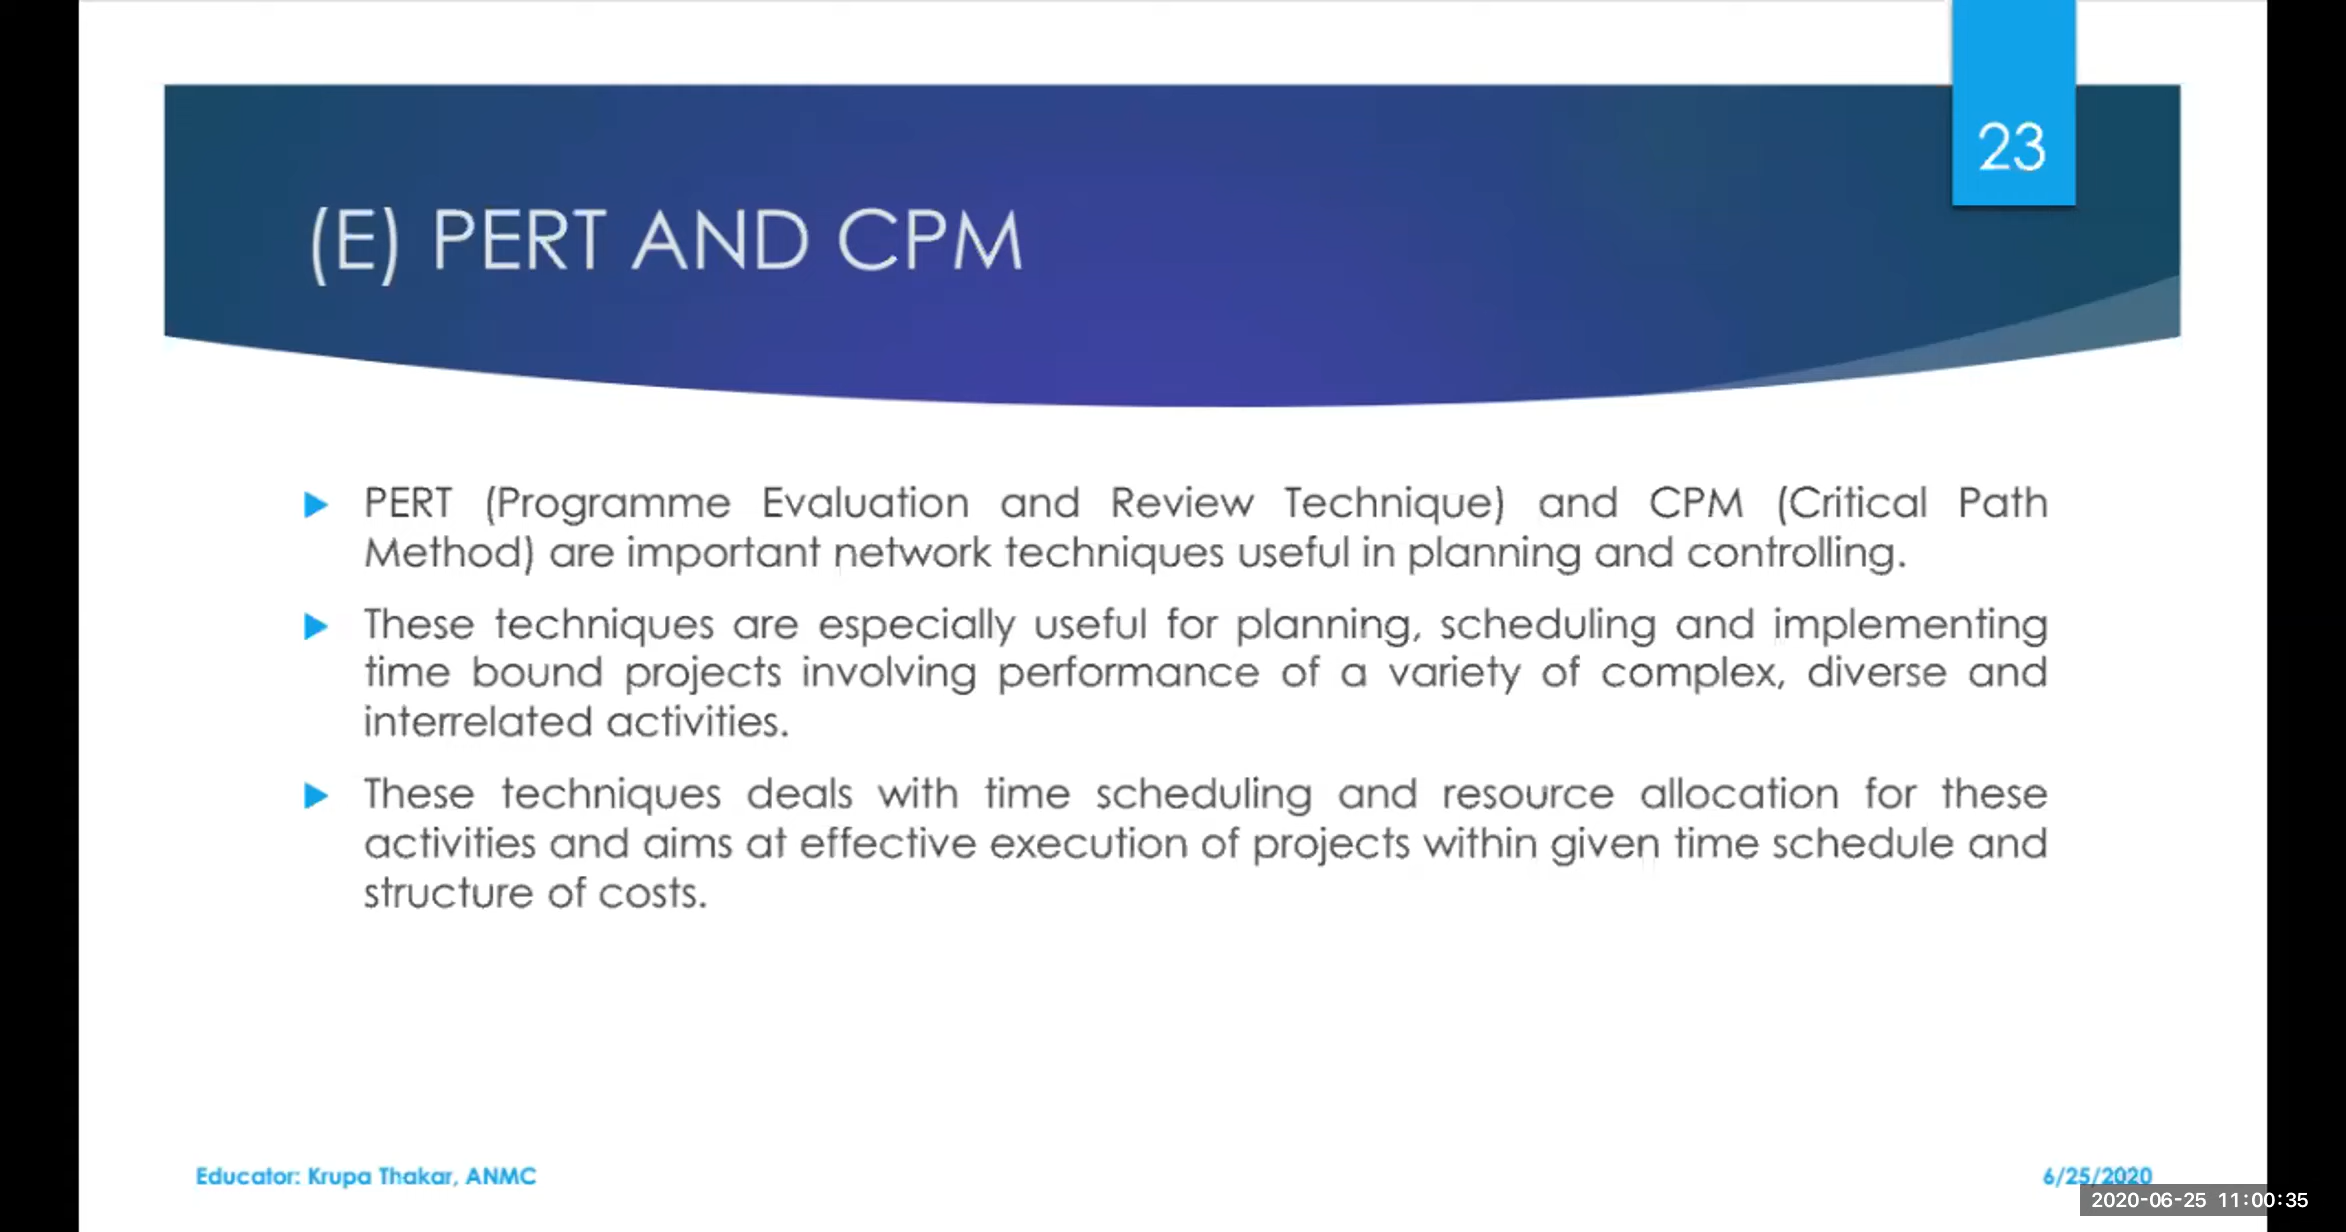 23
(E) PERT AND CPM
PERT (Programme Evaluation and Review Technique) and CPM (Critical Path
Method) are important network techniques useful in planning and controlling.
These techniques are especially useful for planning, scheduling and implementing
time bound projects involving performance of a variety of complex, diverse and
interrelated activities.
These techniques deals with time scheduling and resource allocation for these
activities and aims at effective execution of projects within given time schedule and
structure of costs.
Educator: Krupa Thakar, ANMC
6/25/2020
2020-06-25 11:00:35